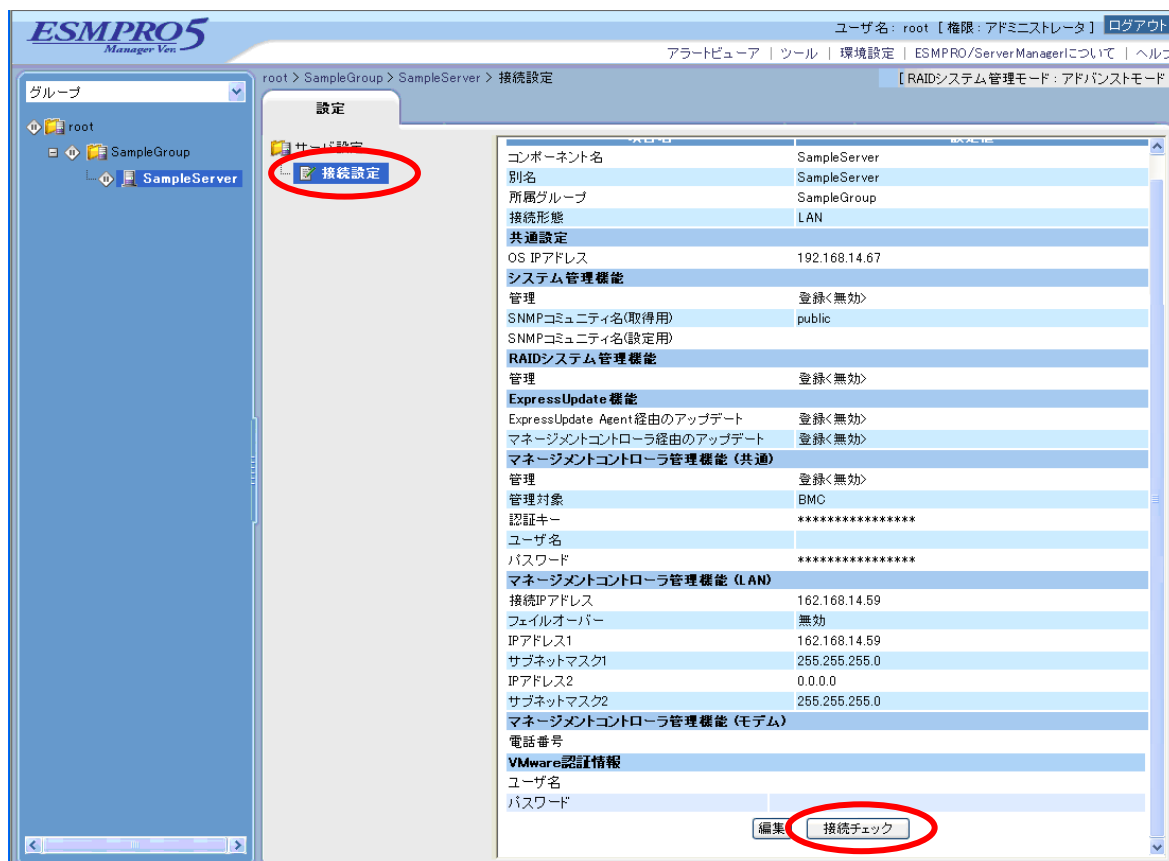 ESMPRO5
Manager Ver.
ユーザ名: root [ 権限 : アドミニストレータ ] ログアウト
アラートビューア | ツール | 環境設定 | ESMPRO/ServerManagerについて |
root > SampleGroup > SampleServer > 接続設定
[ RAIDシステム管理モード : アドバンストモード
グループ
root
SampleGroup
SampleServer
設定
サーバ設定
接続設定
コンポーネント名 SampleServer
別名 SampleServer
所属グループ SampleGroup
接続形態 LAN
共通設定
OS IPアドレス 192.168.14.67
システム管理機能
管理 登録<無効>
SNMPコミュニティ名(取得用) public
SNMPコミュニティ名(設定用)
RAIDシステム管理機能
管理 登録<無効>
ExpressUpdate 機能
ExpressUpdate Agent経由のアップデート 登録<無効>
マネージメントコントローラ経由のアップデート 登録<無効>
マネージメントコントローラ管理機能 (共通)
管理 登録<無効>
管理対象 BMC
認証キー ****************
ユーザ名
パスワード ****************
マネージメントコントローラ管理機能 (LAN)
接続IPアドレス 162.168.14.59
フェイルオーバー 無効
IPアドレス1 162.168.14.59
サブネットマスク1 255.255.255.0
IPアドレス2 0.0.0.0
サブネットマスク2 255.255.255.0
マネージメントコントローラ管理機能 (モデム)
電話番号
VMware認証情報
ユーザ名
パスワード
編集 接続チェック